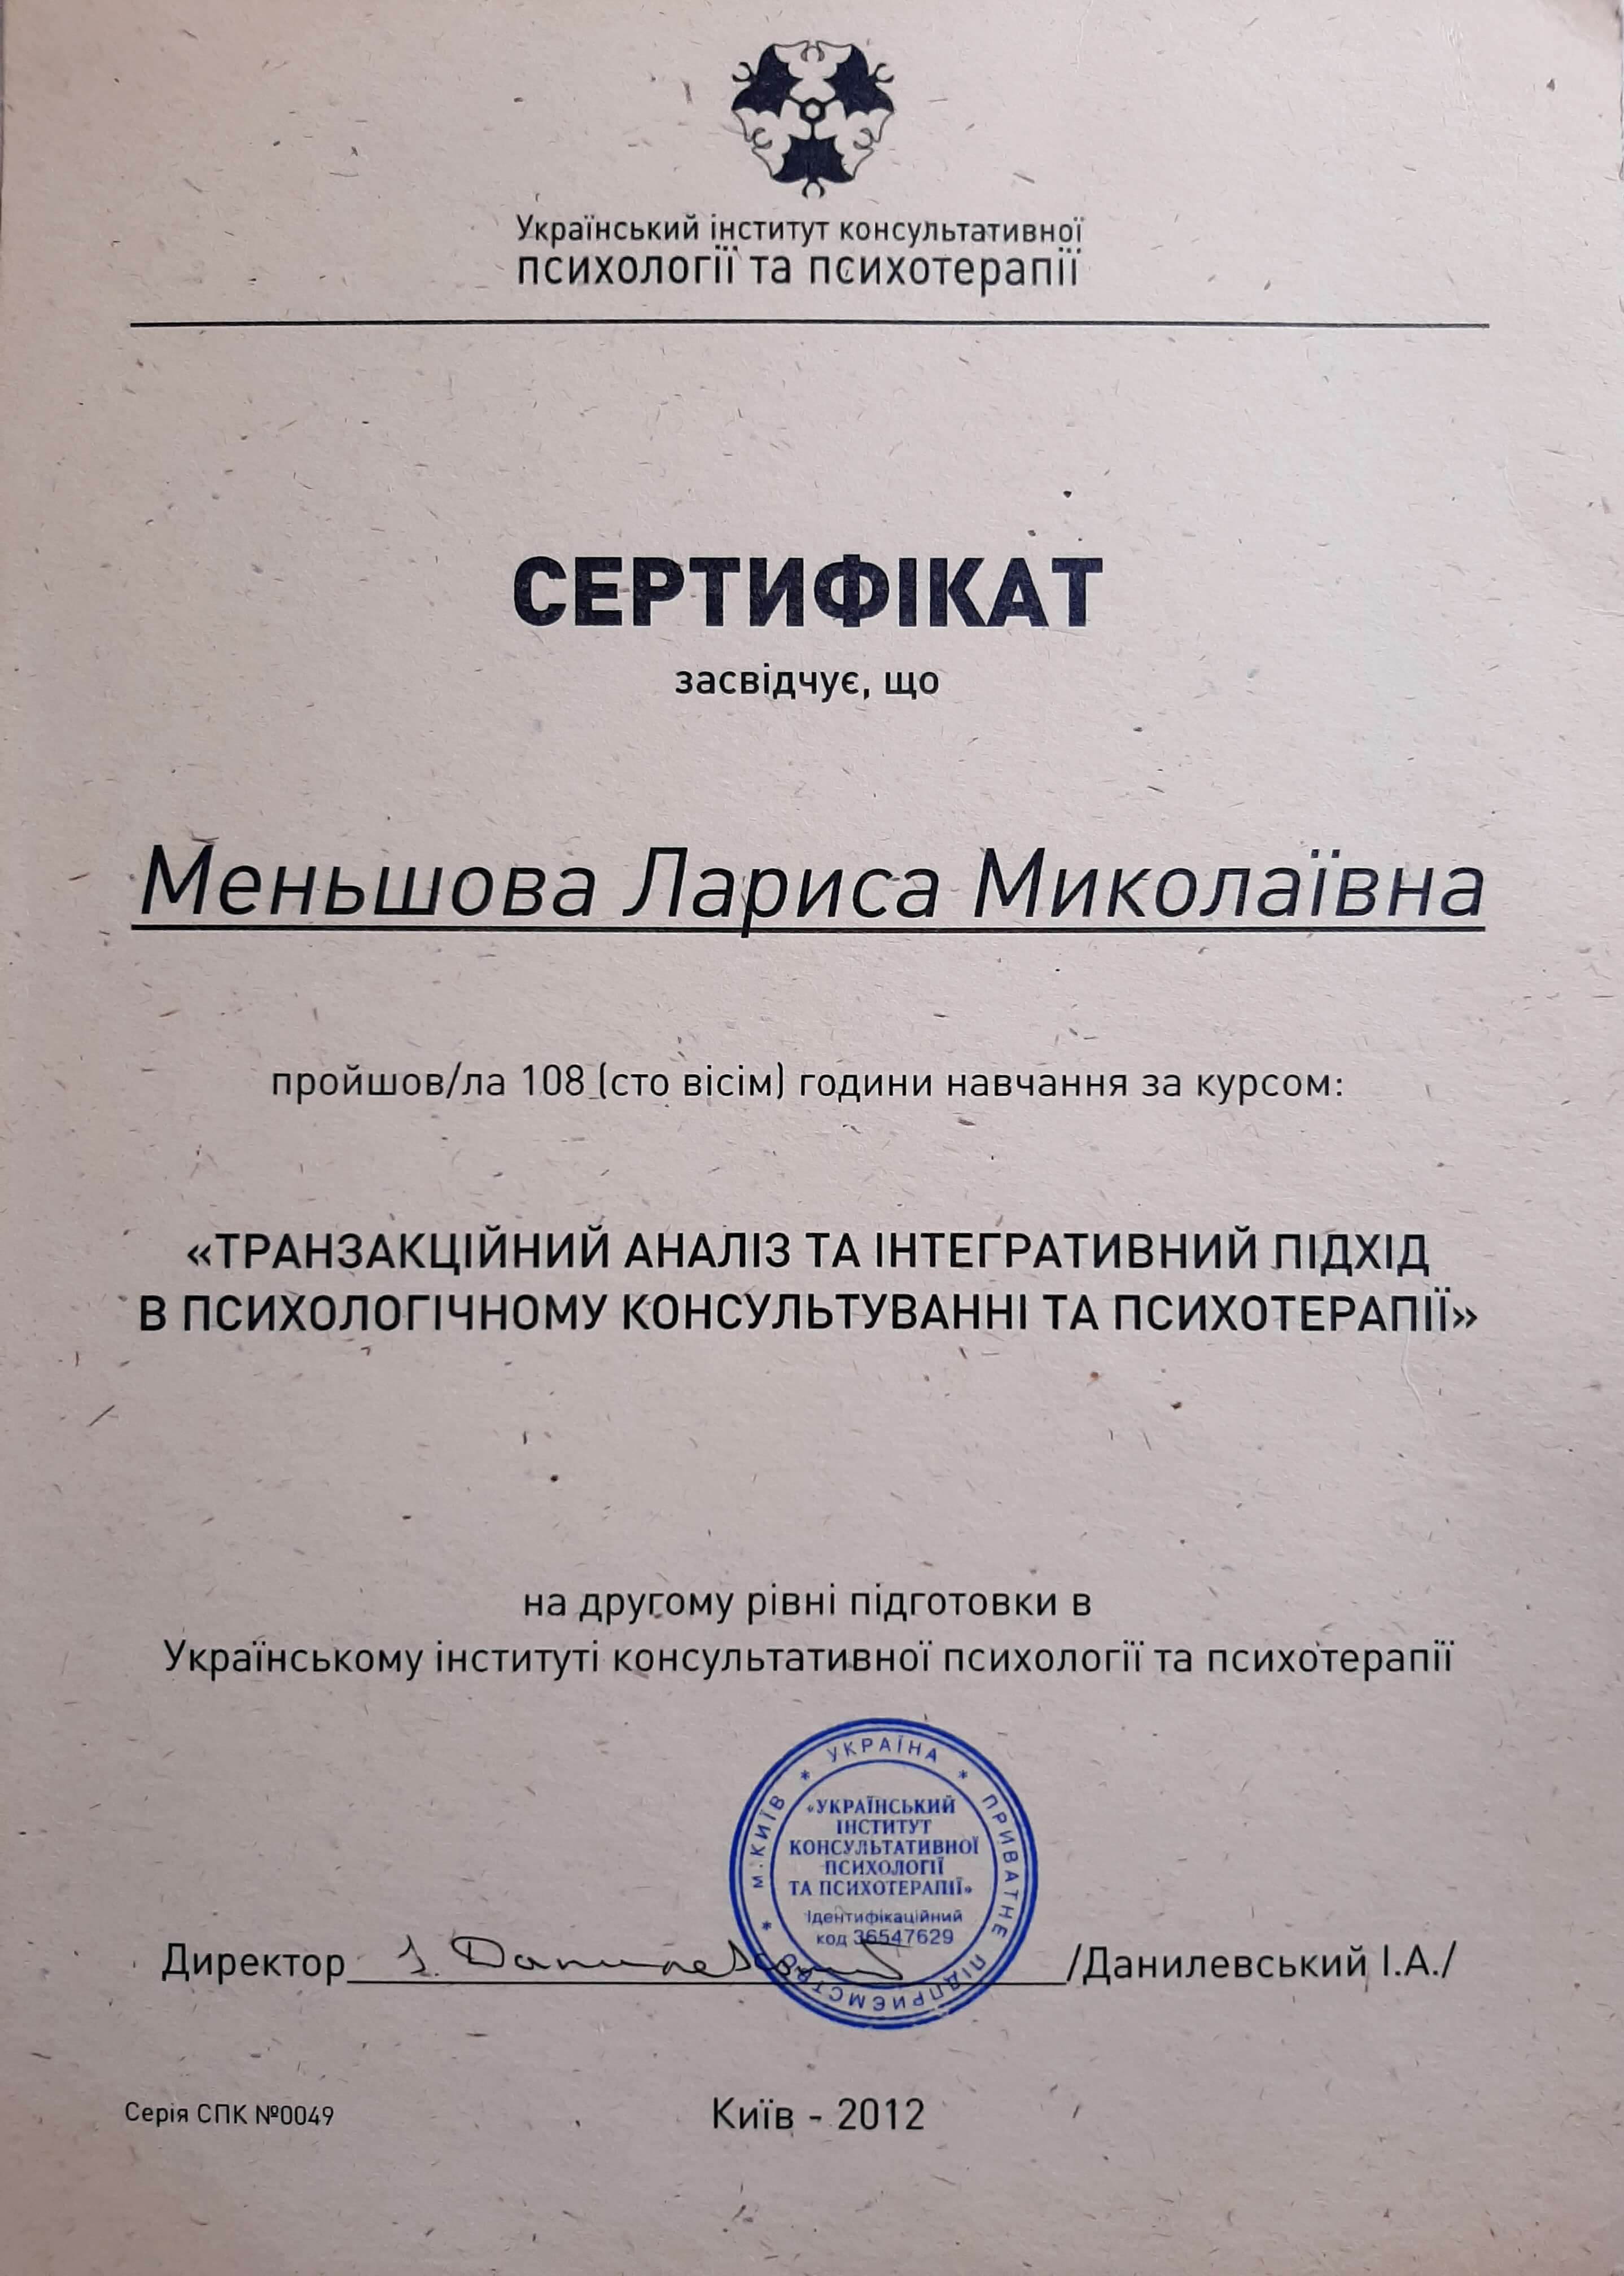 Український інститут консультативної
психології та психотерапії
СЕРТИФІКАТ
засвідчує, що
Меньшова Лариса Миколаївна
пройшов/ла 108 (сто вісім) години навчання за курсом:
«ТРАНЗАКЦІЙНИЙ АНАЛІЗ ТА ІНТЕГРАТИВНИЙ ПІДХІД
В ПСИХОЛОГІЧНОМУ КОНСУЛЬТУВАННІ ТА ПСИХОТЕРАПІЇ»
на другому рівні підготовки в
Українському інституті консультативної психології та психотерапії
* УКРАЇНА * ПРИВАТНЕ ПІДПРИЄМСТВО * м.КИЇВ
«УКРАЇНСЬКИЙ
ІНСТИТУТ
КОНСУЛЬТАТИВНОЇ
ПСИХОЛОГІЇ
ТА ПСИХОТЕРАПІЇ»
Ідентифікаційний
код 36547629
Директор /Данилевський І.А./
Серія СПК №0049
Київ - 2012